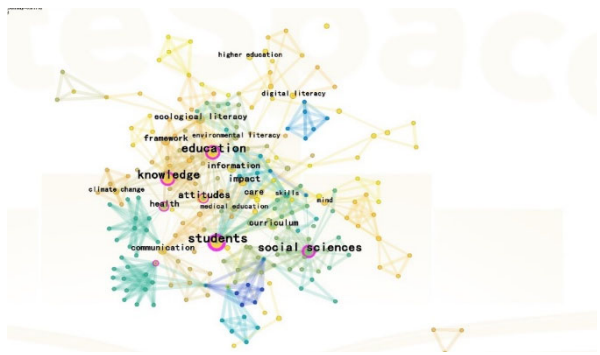 higher education
digital literacy
ecological literacy
framework environmental literacy
education
information
knowledge impact
climate change attitudes care skills
health medical education mind
curriculum
students
communication social sciences